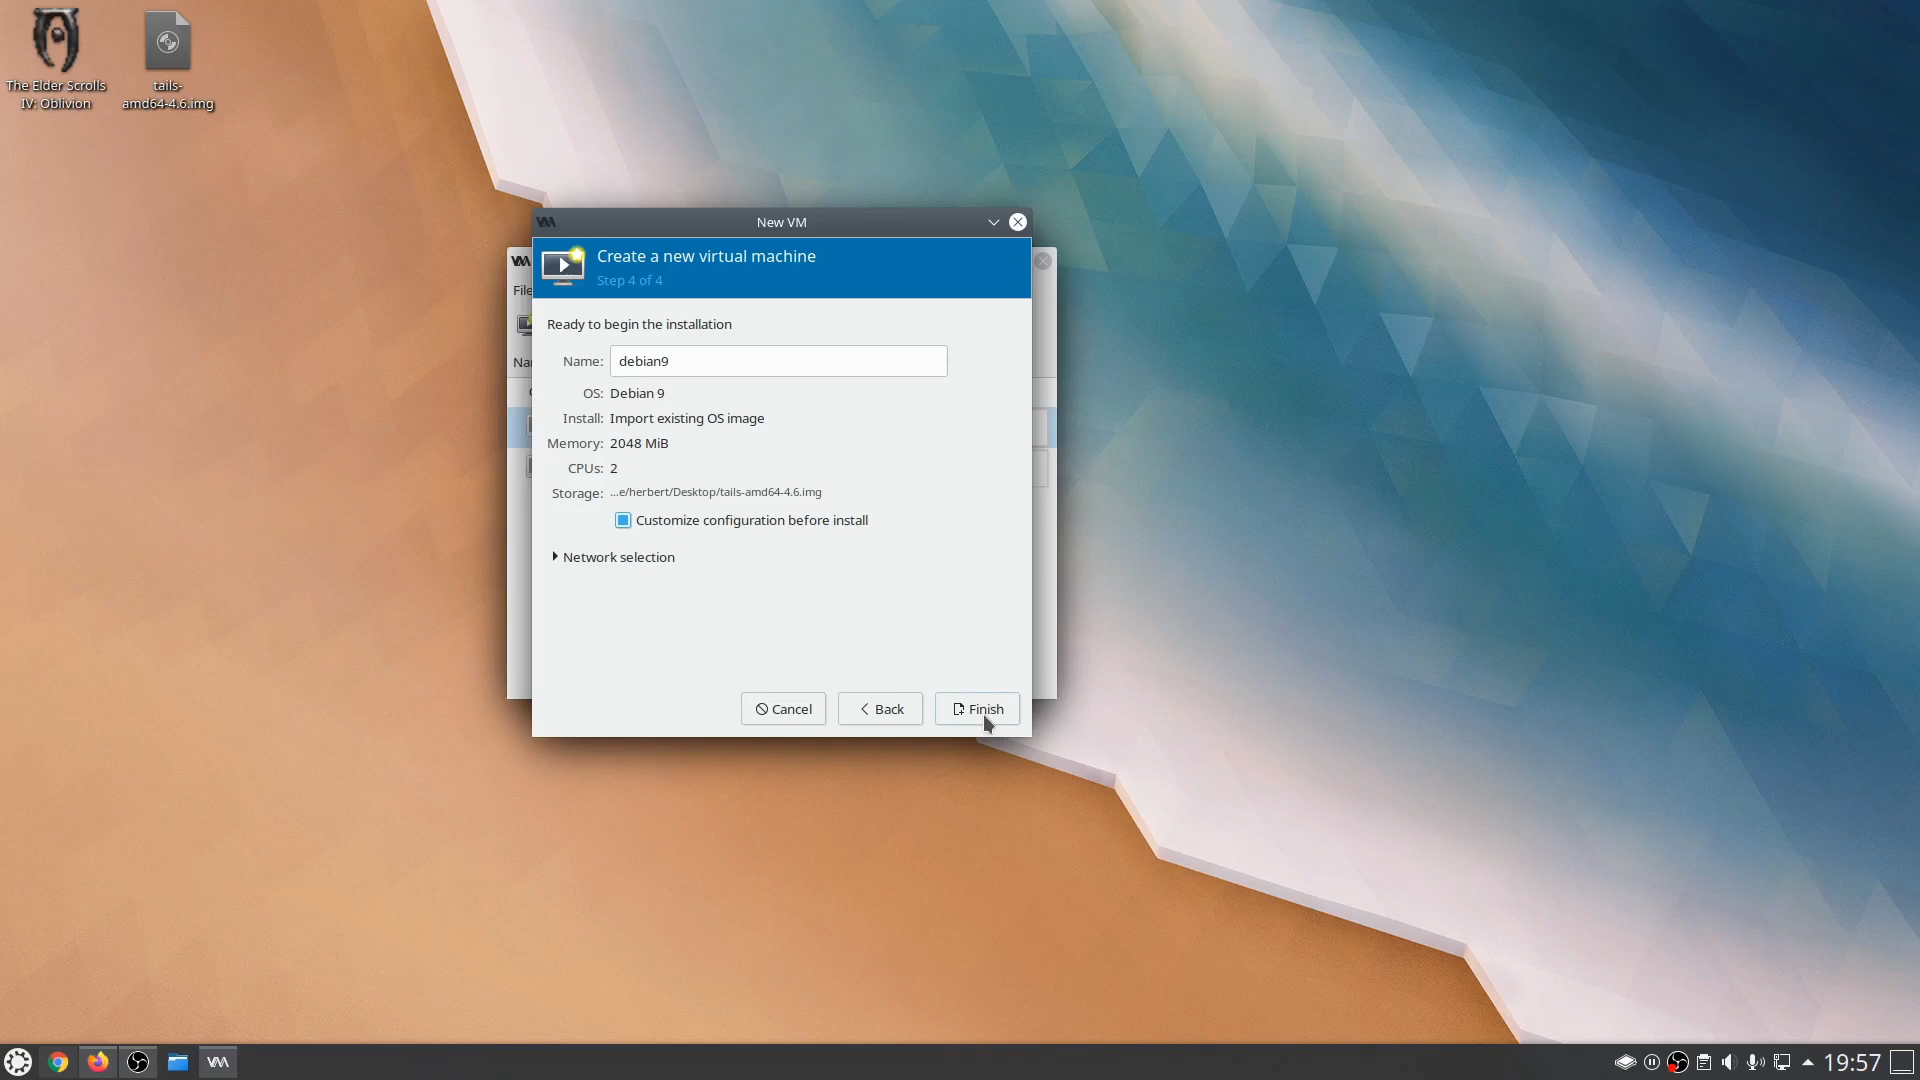 The Elder Scrolls
IV: Oblivion
tails-
amd64-4.6.img
New VM
Create a new virtual machine
Step 4 of 4
File
Ready to begin the installation
Name: debian9
OS: Debian 9
Install: Import existing OS image
Memory: 2048 MiB
CPUs: 2
Storage: ...e/herbert/Desktop/tails-amd64-4.6.img
Customize configuration before install
Network selection
Cancel
Back
Finish
19:57